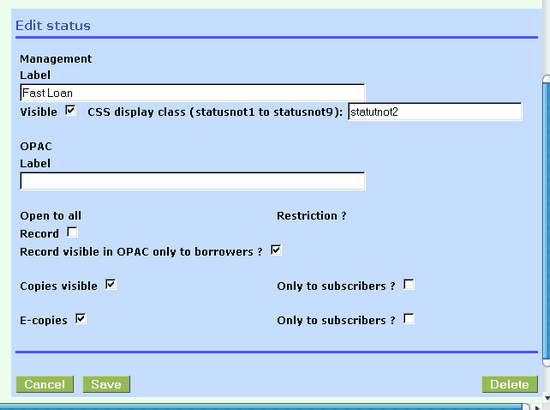 Edit status
Management
Label
Fast Loan
Visible CSS display class (statusnot1 to statusnot9): statutnot2
OPAC
Label
Open to all Restriction ?
Record
Record visible in OPAC only to borrowers ?
Copies visible Only to subscribers ?
E-copies Only to subscribers ?
Cancel Save Delete